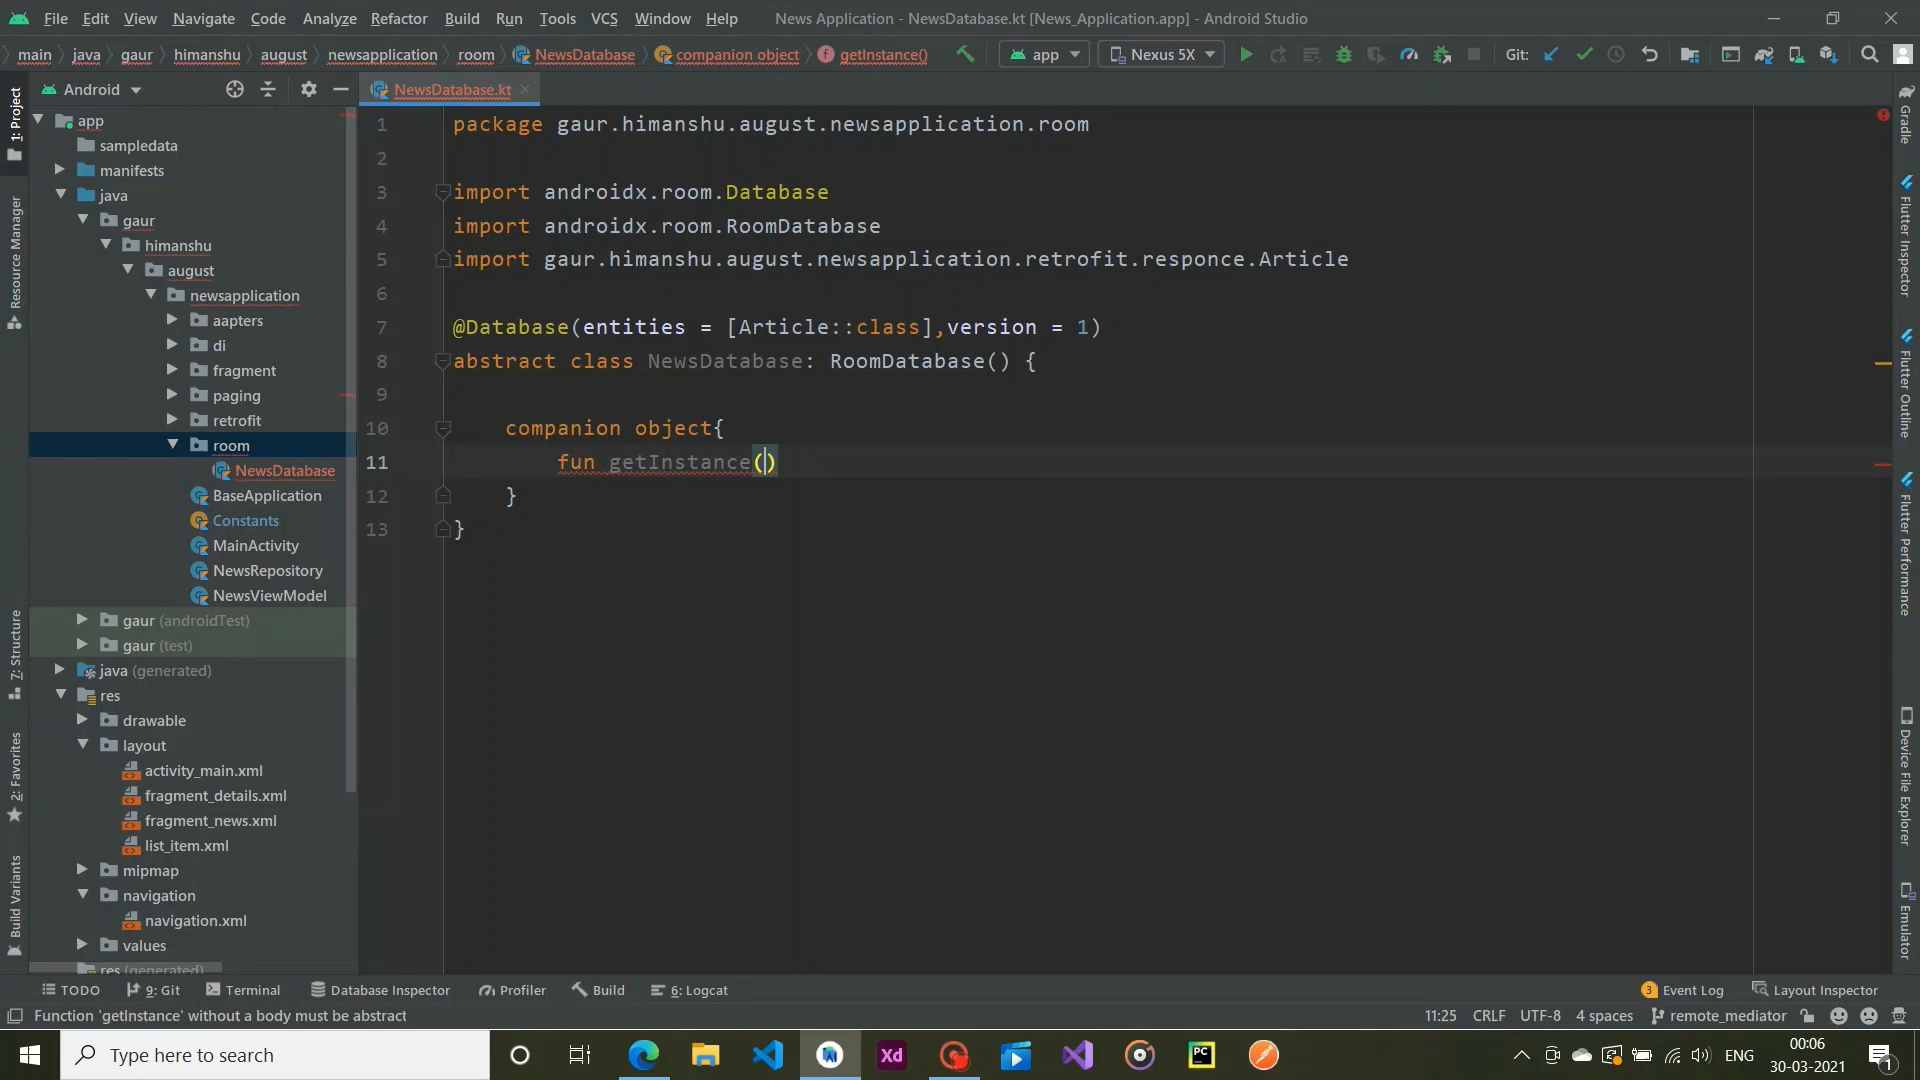 File Edit View Navigate Code Analyze Refactor Build Run Tools VCS Window Help News Application - NewsDatabase.kt [News_Application.app] - Android Studio
main java gaur himanshu august newsapplication room NewsDatabase companion object getInstance() app Nexus 5X Git:
Android
NewsDatabase.kt
1: Project
Resource Manager
7: Structure
2: Favorites
Build Variants
app
sampledata
manifests
java
gaur
himanshu
august
newsapplication
aapters
di
fragment
paging
retrofit
room
NewsDatabase
BaseApplication
Constants
MainActivity
NewsRepository
NewsViewModel
gaur (androidTest)
gaur (test)
java (generated)
res
drawable
layout
activity_main.xml
fragment_details.xml
fragment_news.xml
list_item.xml
mipmap
navigation
navigation.xml
values
res (generated)
1 package gaur.himanshu.august.newsapplication.room
2
3 import androidx.room.Database
4 import androidx.room.RoomDatabase
5 import gaur.himanshu.august.newsapplication.retrofit.responce.Article
6
7 @Database(entities = [Article::class],version = 1)
8 abstract class NewsDatabase: RoomDatabase() {
9
10 companion object{
11 fun getInstance()
12 }
13 }
Gradle
Flutter Inspector
Flutter Outline
Flutter Performance
Device File Explorer
Emulator
TODO 9: Git Terminal Database Inspector Profiler Build 6: Logcat 3 Event Log Layout Inspector
Function 'getInstance' without a body must be abstract 11:25 CRLF UTF-8 4 spaces remote_mediator
Type here to search Xd PC ENG 00:06
30-03-2021 1